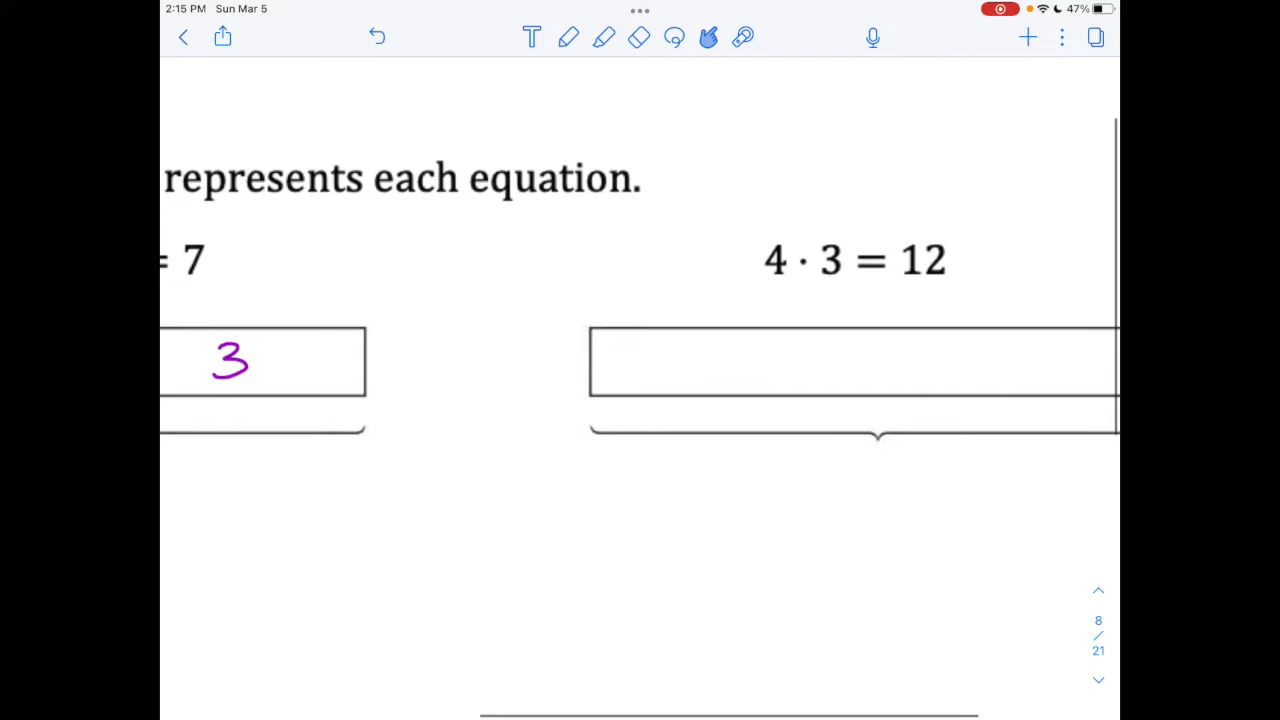 2:15 PM Sun Mar 5
47%
T
represents each equation.
= 7
4 · 3 = 12
3
8
/
21